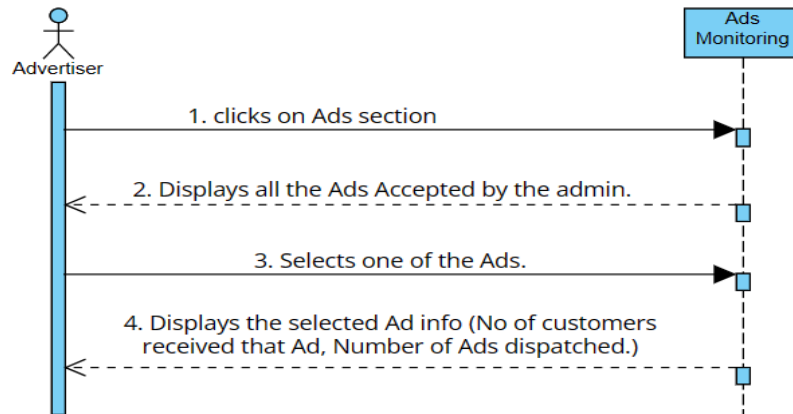 Ads
Monitoring
Advertiser
1. clicks on Ads section
2. Displays all the Ads Accepted by the admin.
3. Selects one of the Ads.
4. Displays the selected Ad info (No of customers
received that Ad, Number of Ads dispatched.)